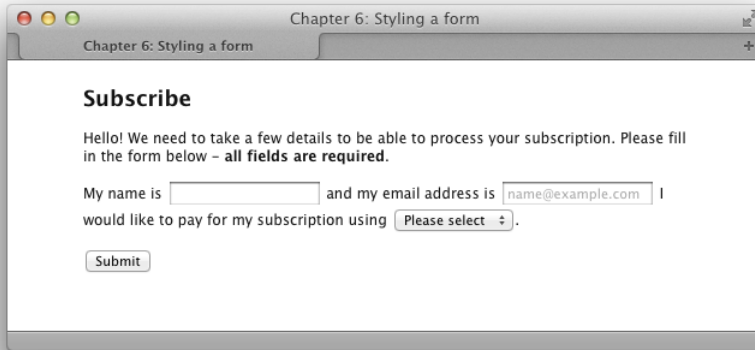 Chapter 6: Styling a form
Chapter 6: Styling a form
Subscribe
Hello! We need to take a few details to be able to process your subscription. Please fill
in the form below – all fields are required.
My name is and my email address is name@example.com I
would like to pay for my subscription using Please select .
Submit